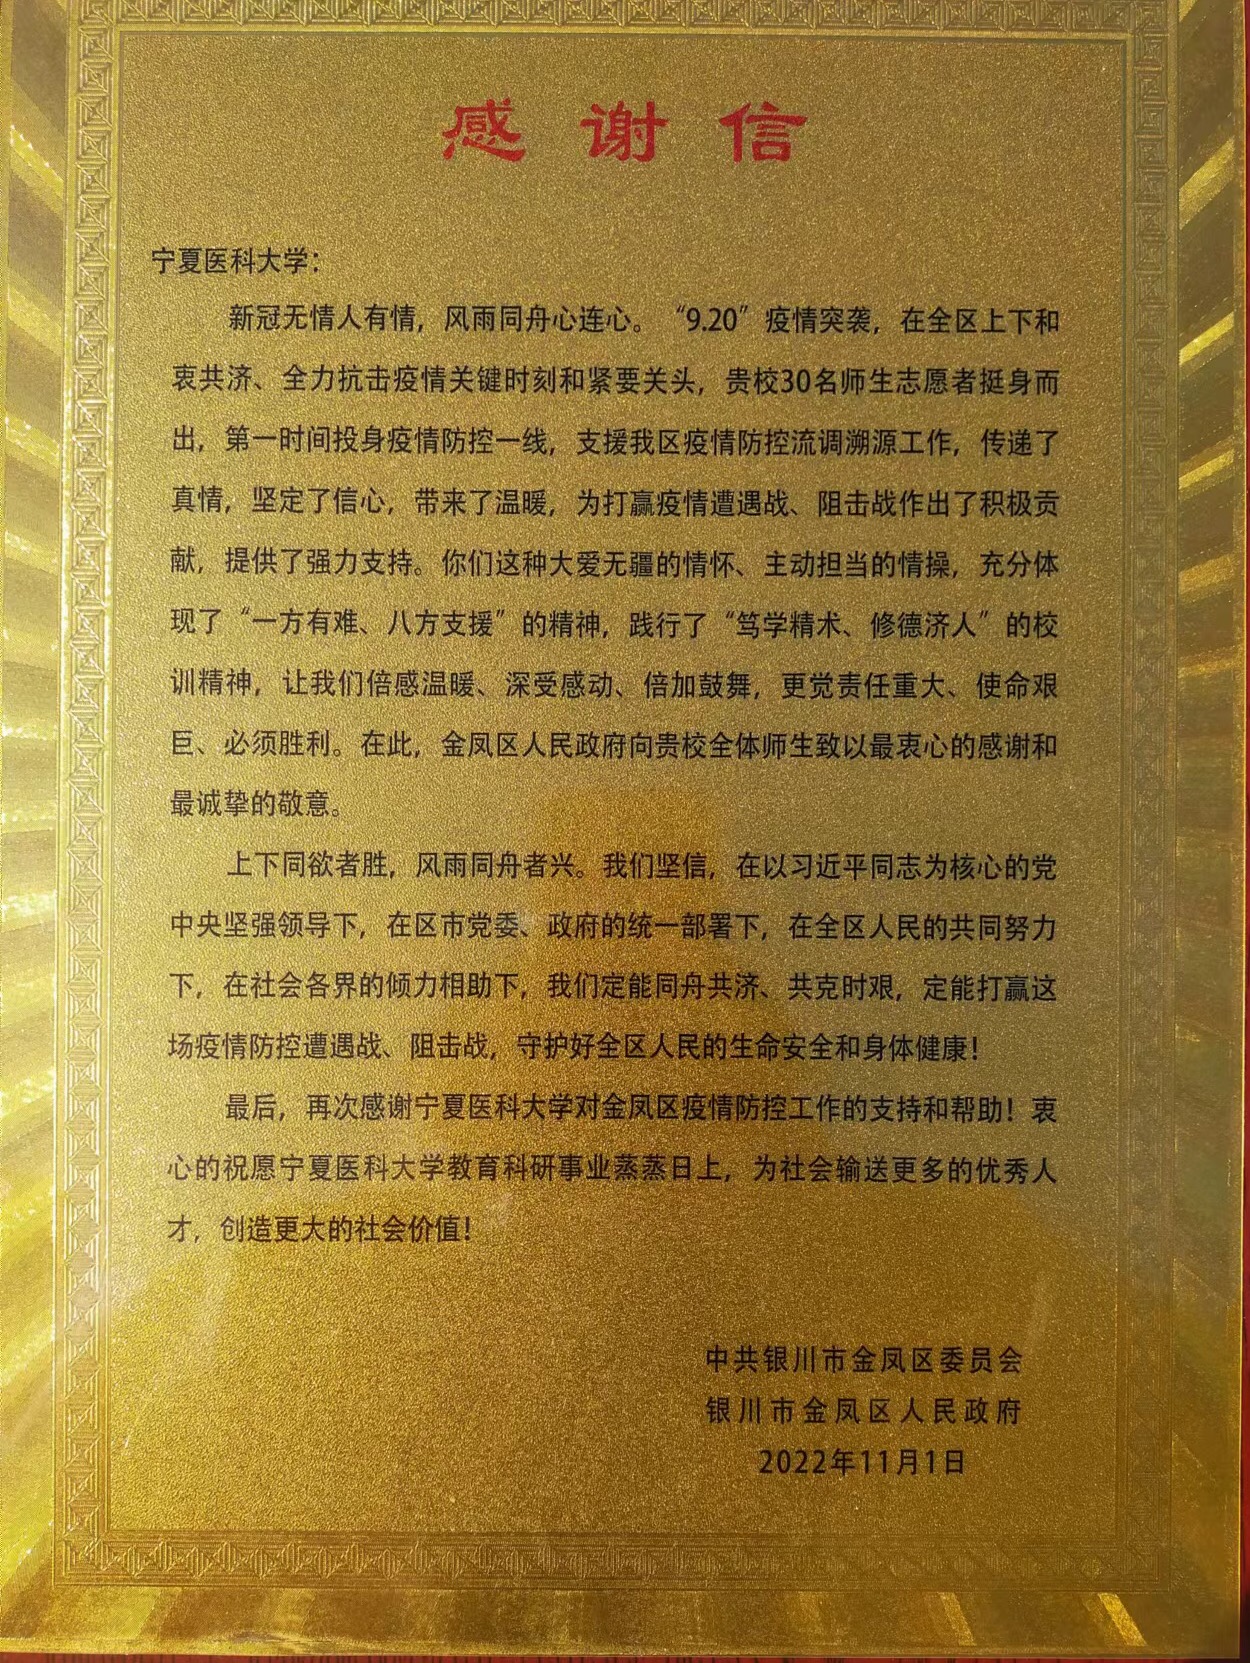 感谢信
宁夏医科大学：
新冠无情人有情，风雨同舟心连心。“9.20”疫情突袭，在全区上下和
衷共济、全力抗击疫情关键时刻和紧要关头，贵校30名师生志愿者挺身而
出，第一时间投身疫情防控一线，支援我区疫情防控流调溯源工作，传递了
真情，坚定了信心，带来了温暖，为打赢疫情遭遇战、阻击战作出了积极贡
献，提供了强力支持。你们这种大爱无疆的情怀、主动担当的情操，充分体
现了“一方有难、八方支援”的精神，践行了“笃学精术、修德济人”的校
训精神，让我们倍感温暖、深受感动、倍加鼓舞，更觉责任重大、使命艰
巨、必须胜利。在此，金凤区人民政府向贵校全体师生致以最衷心的感谢和
最诚挚的敬意。
上下同欲者胜，风雨同舟者兴。我们坚信，在以习近平同志为核心的党
中央坚强领导下，在区市党委、政府的统一部署下，在全区人民的共同努力
下，在社会各界的倾力相助下，我们定能同舟共济、共克时艰，定能打赢这
场疫情防控遭遇战、阻击战，守护好全区人民的生命安全和身体健康！
最后，再次感谢宁夏医科大学对金凤区疫情防控工作的支持和帮助！衷
心的祝愿宁夏医科大学教育科研事业蒸蒸日上，为社会输送更多的优秀人
才，创造更大的社会价值！
中共银川市金凤区委员会
银川市金凤区人民政府
2022年11月1日